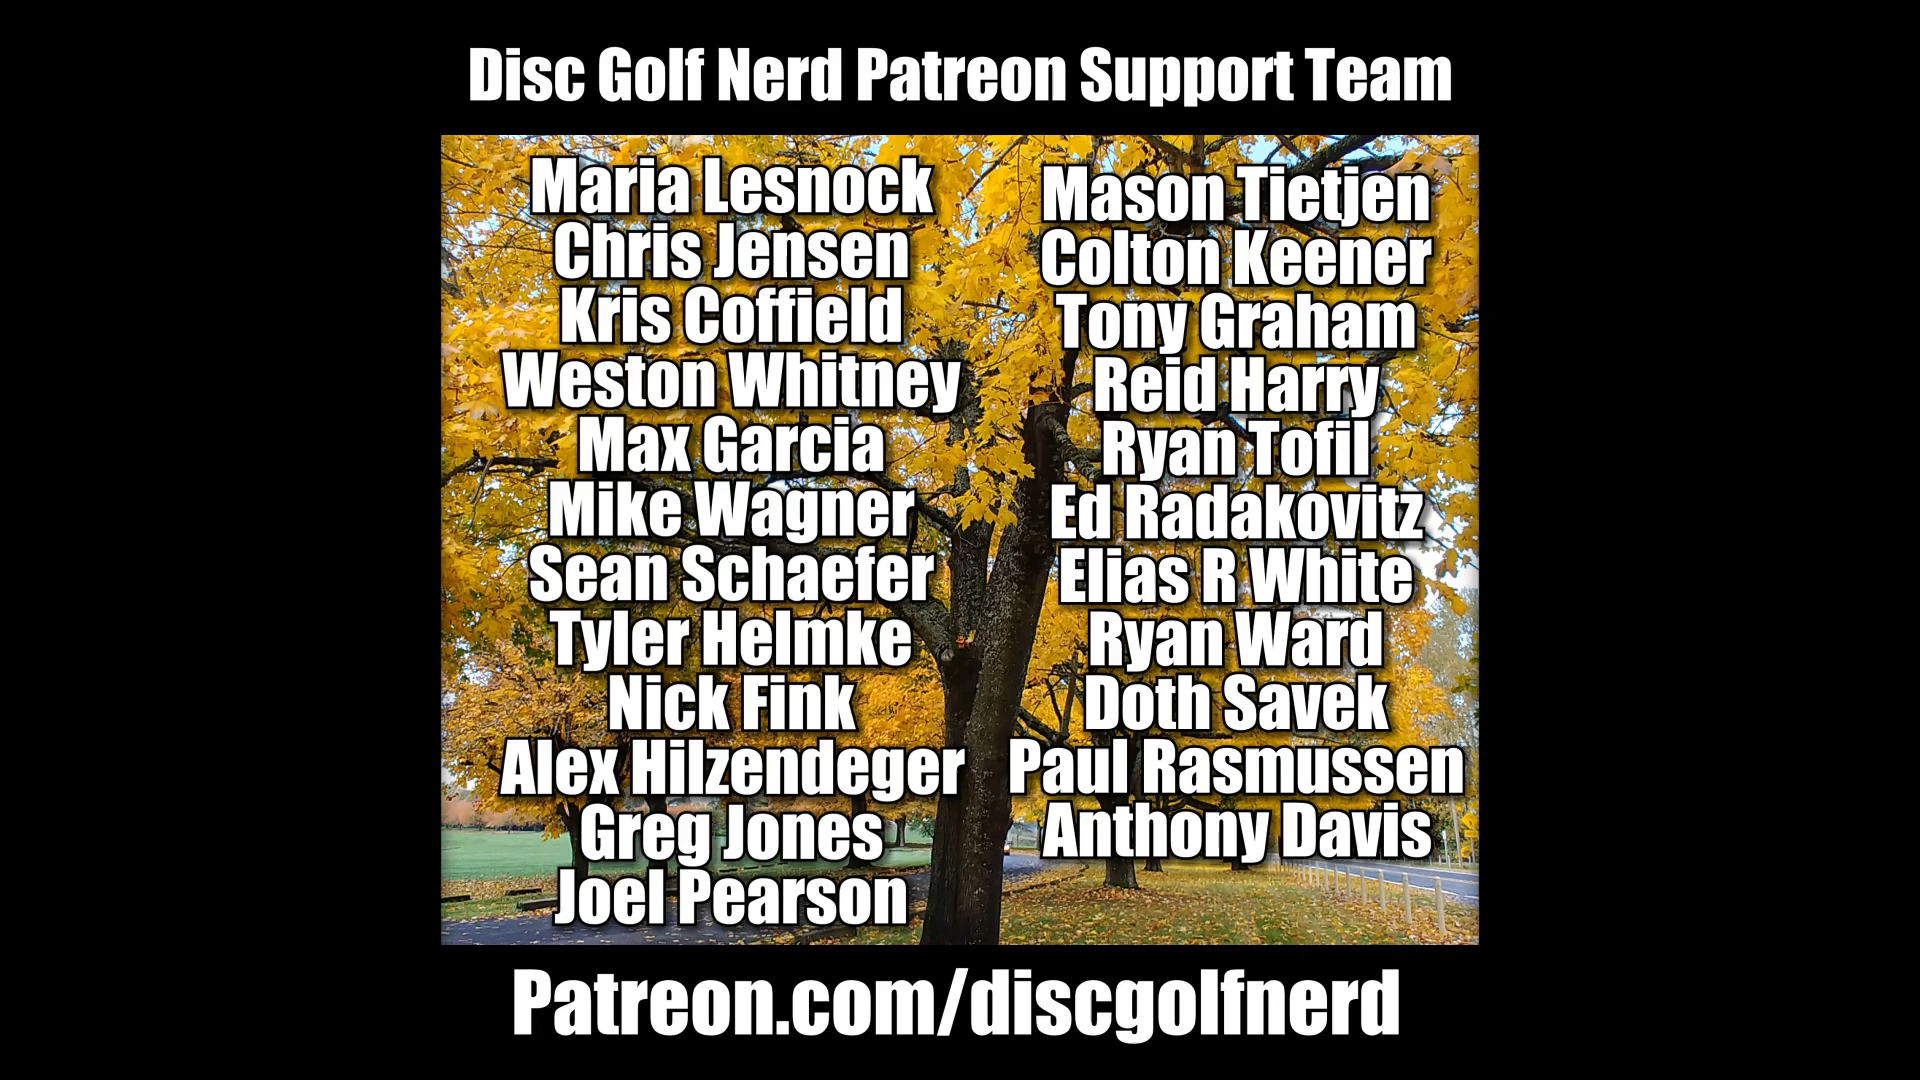 Disc Golf Nerd Patreon Support Team
Maria Lesnock
Chris Jensen
Kris Coffield
Weston Whitney
Max Garcia
Mike Wagner
Sean Schaefer
Tyler Helmke
Nick Fink
Alex Hilzendeger
Greg Jones
Joel Pearson
Mason Tietjen
Colton Keener
Tony Graham
Reid Harry
Ryan Tofil
Ed Radakovitz
Elias R White
Ryan Ward
Doth Savek
Paul Rasmussen
Anthony Davis
Patreon.com/discgolfnerd